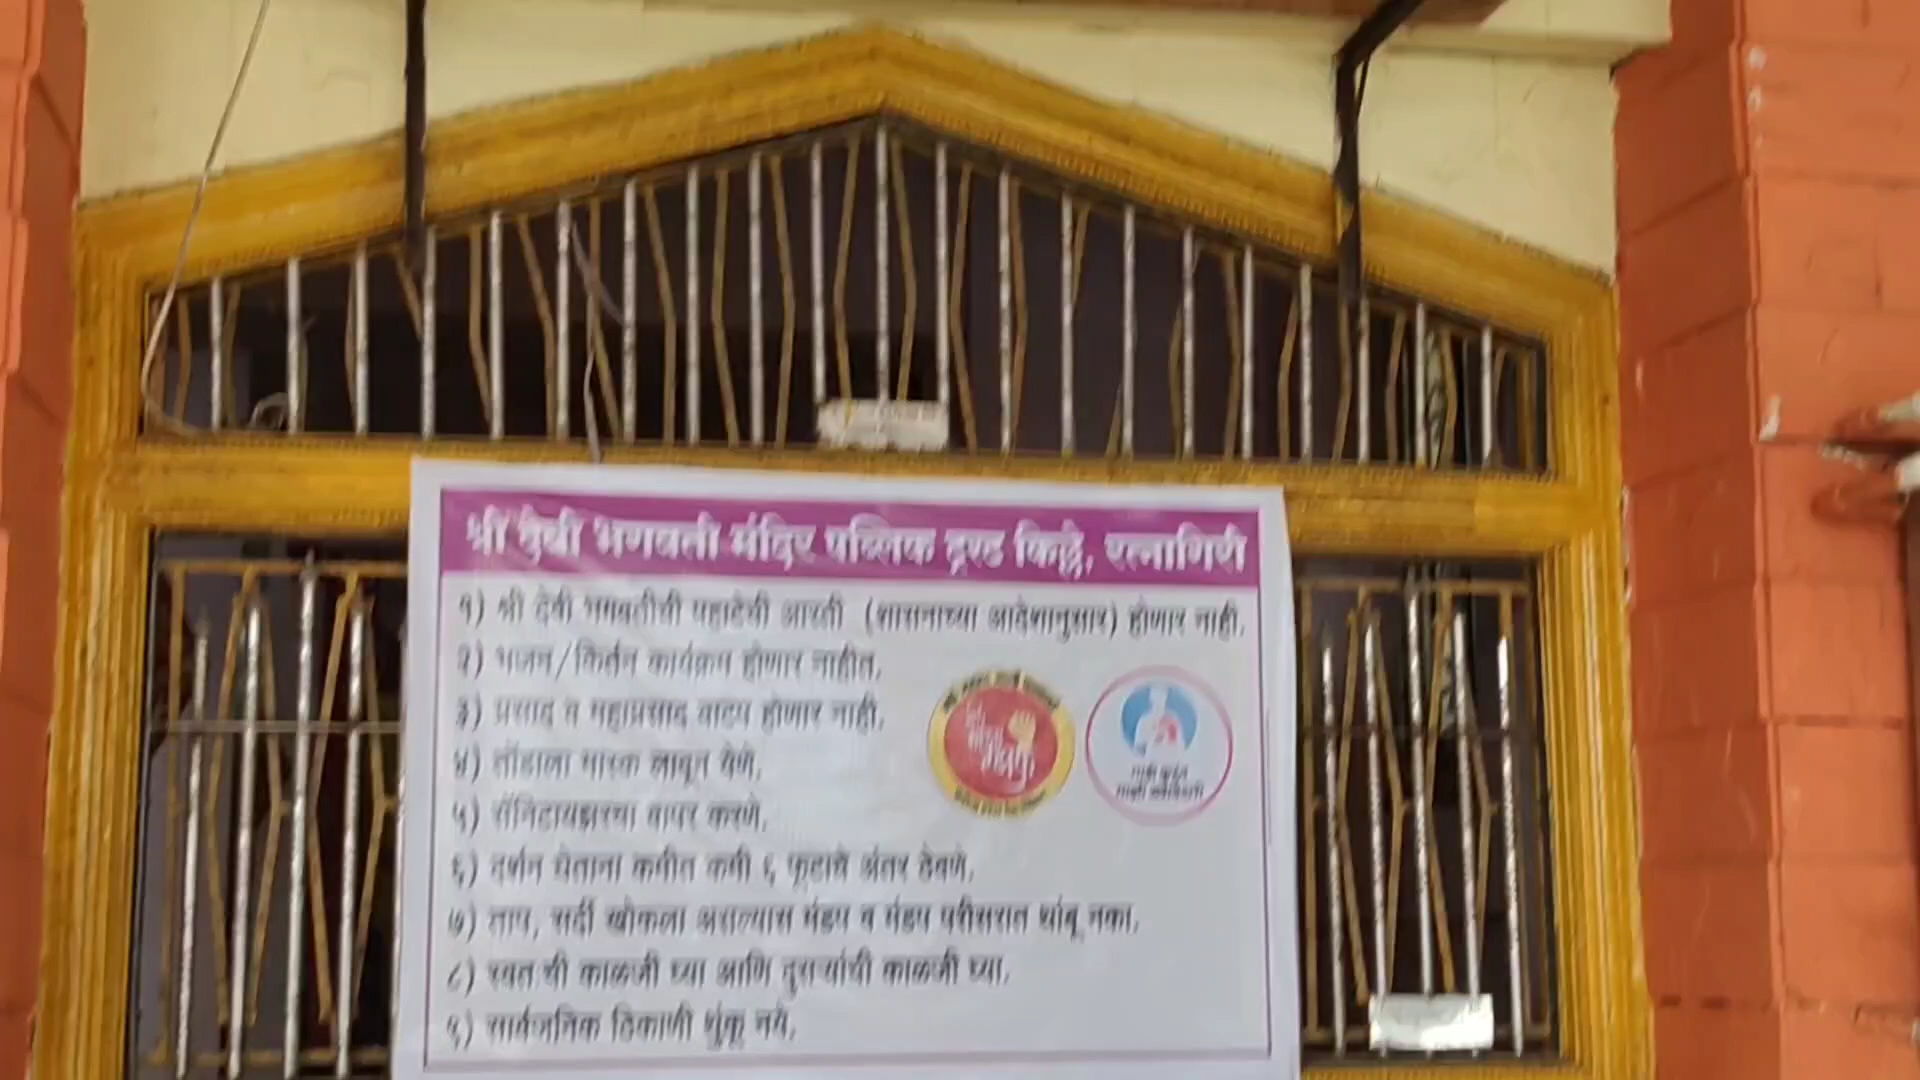 श्री देवी भगवती मंदिर पब्लिक ट्रस्ट किल्ले, रत्नागिरी
१) श्री देवी भगवतीची पहाटेची आरती (शासनाच्या आदेशानुसार) होणार नाही.
२) भजन/किर्तन कार्यक्रम होणार नाहीत.
३) प्रसाद व महाप्रसाद वाटप होणार नाही.
४) तोंडाला मास्क लावून येणे.
५) सॅनिटायझरचा वापर करणे.
६) दर्शन घेताना कमीत कमी ६ फूटाचे अंतर ठेवणे.
७) ताप, सर्दी खोकला असल्यास मंडप व मंडप परीसरात थांबू नका.
८) स्वतःची काळजी घ्या आणि दुसऱ्यांची काळजी घ्या.
९) सार्वजनिक ठिकाणी थुंकू नये.
माझे कुटुंब
माझी जबाबदारी